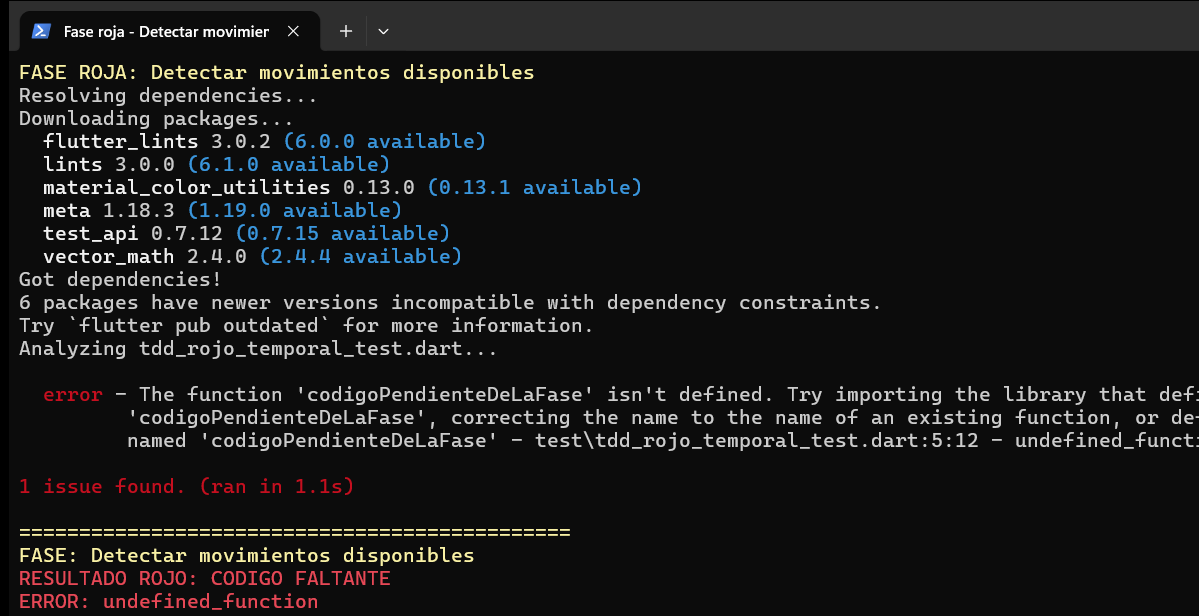 Fase roja - Detectar movimier
FASE ROJA: Detectar movimientos disponibles
Resolving dependencies...
Downloading packages...
flutter_lints 3.0.2 (6.0.0 available)
lints 3.0.0 (6.1.0 available)
material_color_utilities 0.13.0 (0.13.1 available)
meta 1.18.3 (1.19.0 available)
test_api 0.7.12 (0.7.15 available)
vector_math 2.4.0 (2.4.4 available)
Got dependencies!
6 packages have newer versions incompatible with dependency constraints.
Try `flutter pub outdated` for more information.
Analyzing tdd_rojo_temporal_test.dart...
error - The function 'codigoPendienteDeLaFase' isn't defined. Try importing the library that defi
'codigoPendienteDeLaFase', correcting the name to the name of an existing function, or de
named 'codigoPendienteDeLaFase' - test\tdd_rojo_temporal_test.dart:5:12 - undefined_functi
1 issue found. (ran in 1.1s)
==============================================
FASE: Detectar movimientos disponibles
RESULTADO ROJO: CODIGO FALTANTE
ERROR: undefined_function